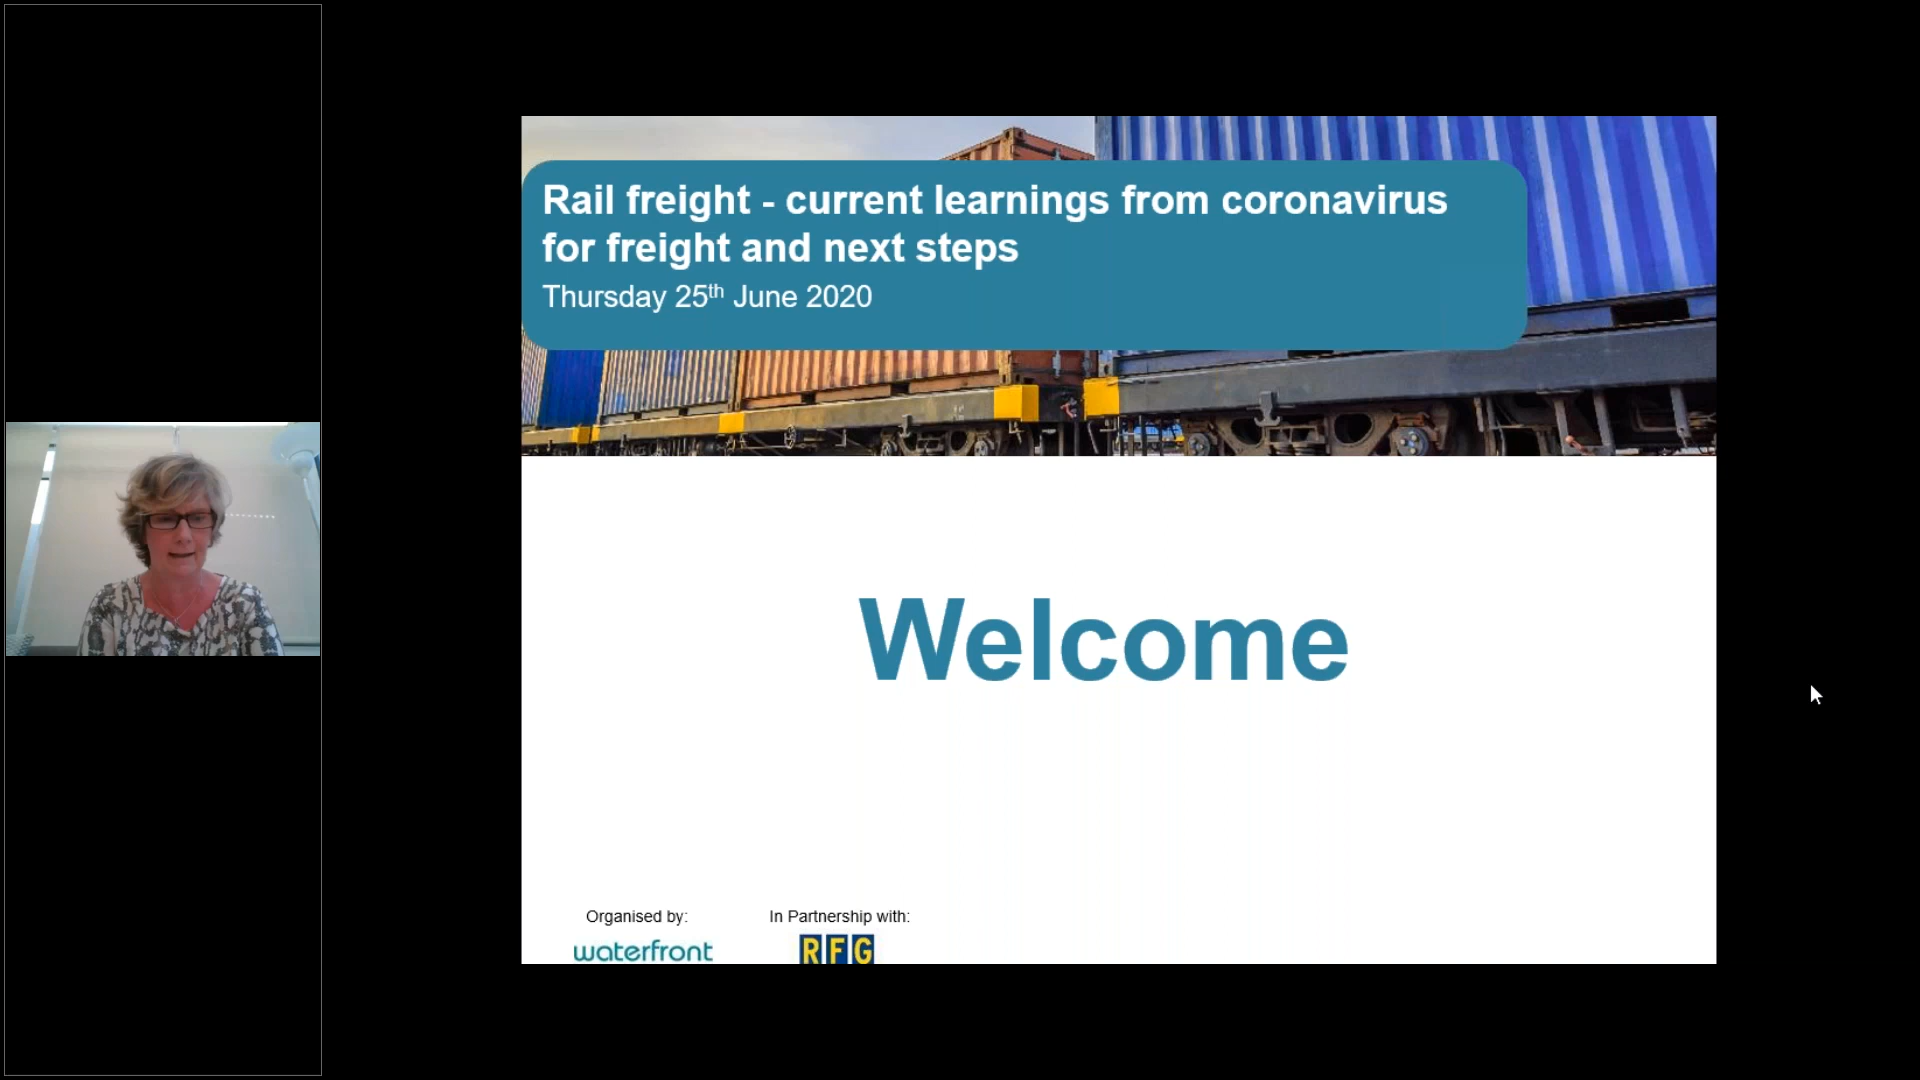 Rail freight - current learnings from coronavirus
for freight and next steps
Thursday 25th June 2020
Welcome
Organised by:
In Partnership with:
waterfront
RFG